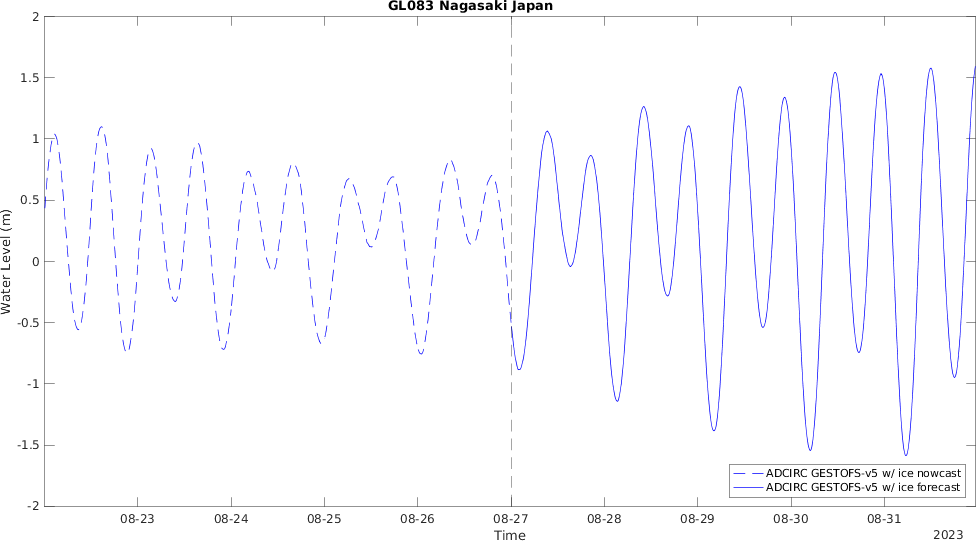 GL083 Nagasaki Japan
2
1.5
1
0.5
0
-0.5
-1
-1.5
-2
Water Level (m)
08-23 08-24 08-25 08-26 08-27 08-28 08-29 08-30 08-31
Time
2023
ADCIRC GESTOFS-v5 w/ ice nowcast
ADCIRC GESTOFS-v5 w/ ice forecast